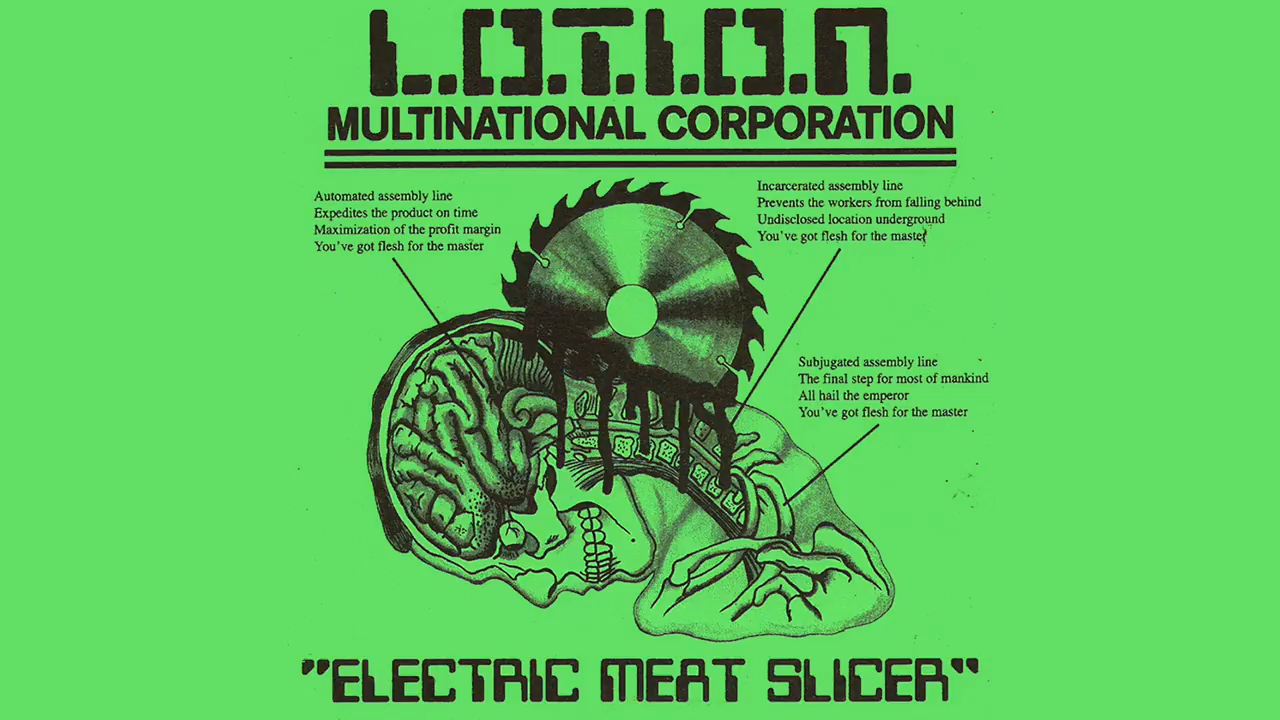 L.O.T.I.O.N.
MULTINATIONAL CORPORATION
Automated assembly line
Expedites the product on time
Maximization of the profit margin
You've got flesh for the master
Incarcerated assembly line
Prevents the workers from falling behind
Undisclosed location underground
You've got flesh for the master
Subjugated assembly line
The final step for most of mankind
All hail the emperor
You've got flesh for the master
"ELECTRIC MEAT SLICER"